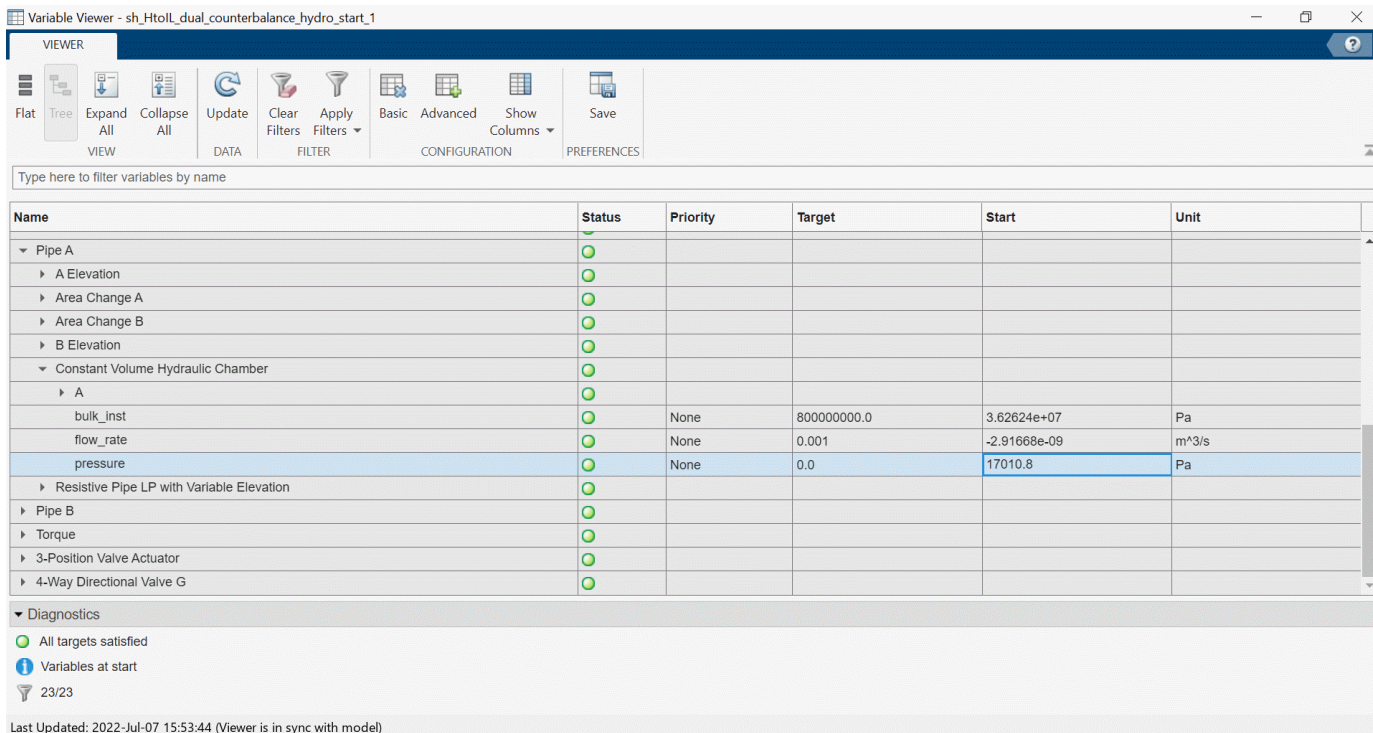 Variable Viewer - sh_HtoIL_dual_counterbalance_hydro_start_1
VIEWER
?
Flat Tree Expand All Collapse All Update Clear Filters Apply Filters Basic Advanced Show Columns Save
VIEW DATA FILTER CONFIGURATION PREFERENCES
Type here to filter variables by name
Name Status Priority Target Start Unit
Pipe A
A Elevation
Area Change A
Area Change B
B Elevation
Constant Volume Hydraulic Chamber
A
bulk_inst None 800000000.0 3.62624e+07 Pa
flow_rate None 0.001 -2.91668e-09 m^3/s
pressure None 0.0 17010.8 Pa
Resistive Pipe LP with Variable Elevation
Pipe B
Torque
3-Position Valve Actuator
4-Way Directional Valve G
Diagnostics
All targets satisfied
Variables at start
23/23
Last Updated: 2022-Jul-07 15:53:44 (Viewer is in sync with model)